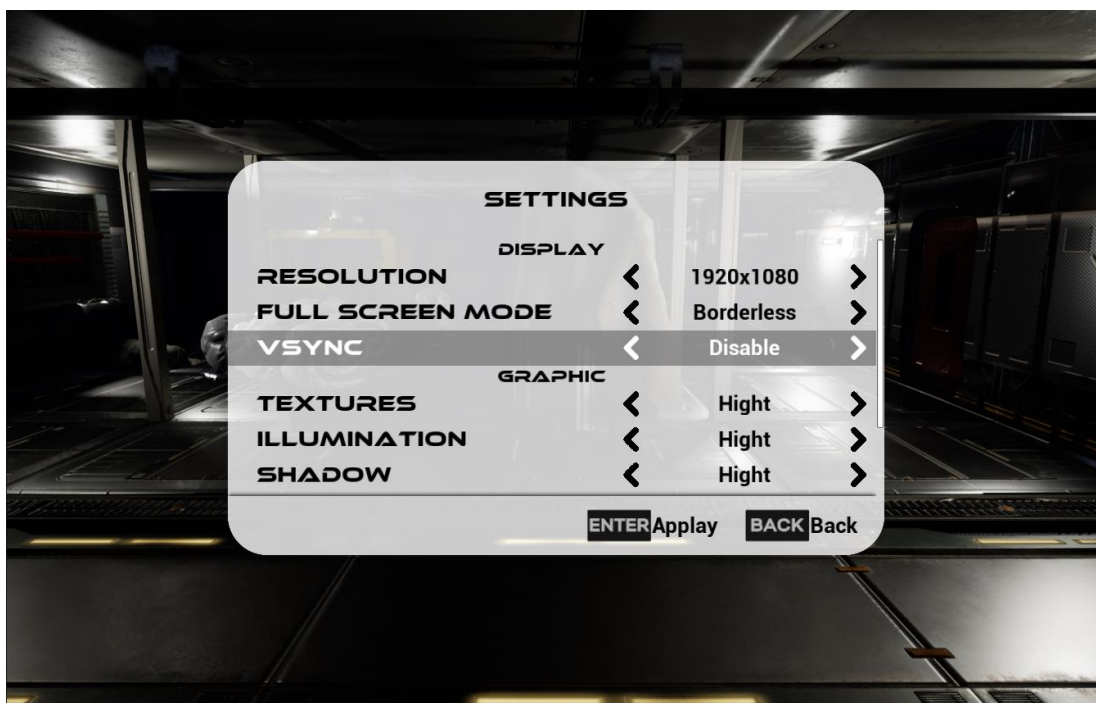 SETTINGS
DISPLAY
RESOLUTION 1920x1080
FULL SCREEN MODE Borderless
VSYNC Disable
GRAPHIC
TEXTURES Hight
ILLUMINATION Hight
SHADOW Hight
ENTER Applay BACK Back